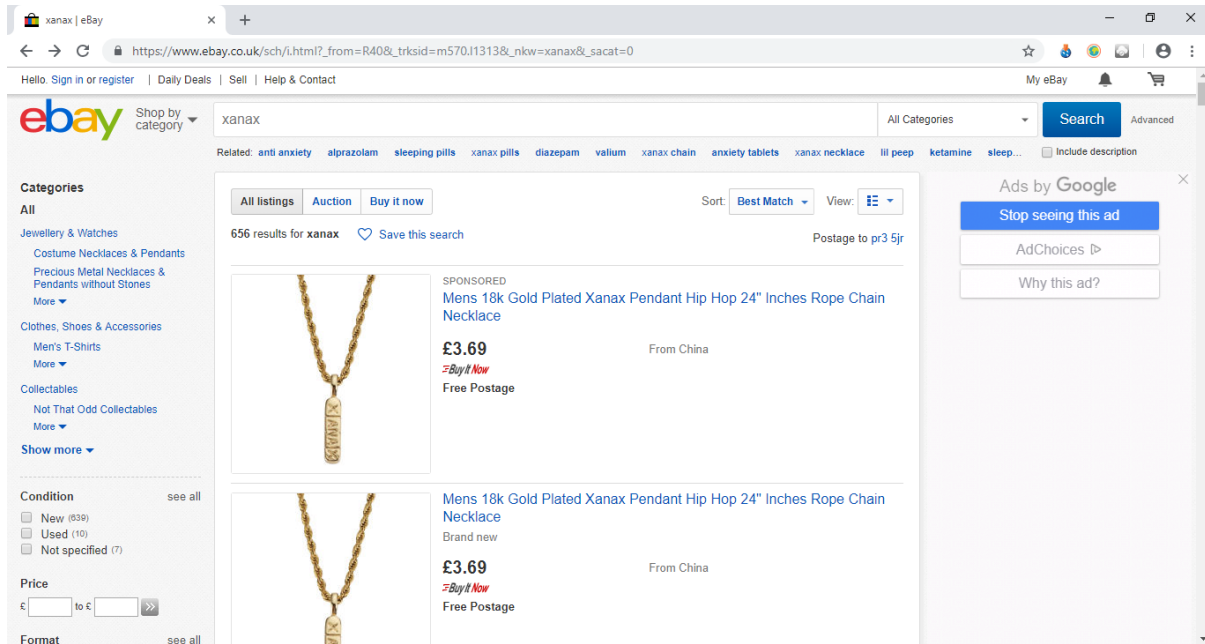 xanax | eBay
https://www.ebay.co.uk/sch/i.html?_from=R40&_trksid=m570.l1313&_nkw=xanax&_sacat=0
Hello. Sign in or register | Daily Deals | Sell | Help & Contact
My eBay
ebay
Shop by
category
xanax
All Categories
Search
Advanced
Related: anti anxiety alprazolam sleeping pills xanax pills diazepam valium xanax chain anxiety tablets xanax necklace lil peep ketamine sleep...
Include description
Categories
All
Jewellery & Watches
Costume Necklaces & Pendants
Precious Metal Necklaces &
Pendants without Stones
More
Clothes, Shoes & Accessories
Men's T-Shirts
More
Collectables
Not That Odd Collectables
More
Show more
Condition see all
New (639)
Used (10)
Not specified (7)
Price
£ to £
Format see all
All listings Auction Buy it now
Sort: Best Match View:
656 results for xanax Save this search
Postage to pr3 5jr
SPONSORED
Mens 18k Gold Plated Xanax Pendant Hip Hop 24" Inches Rope Chain
Necklace
£3.69 From China
Buy It Now
Free Postage
XANAX
Mens 18k Gold Plated Xanax Pendant Hip Hop 24" Inches Rope Chain
Necklace
Brand new
£3.69 From China
Buy It Now
Free Postage
Ads by Google
Stop seeing this ad
AdChoices
Why this ad?